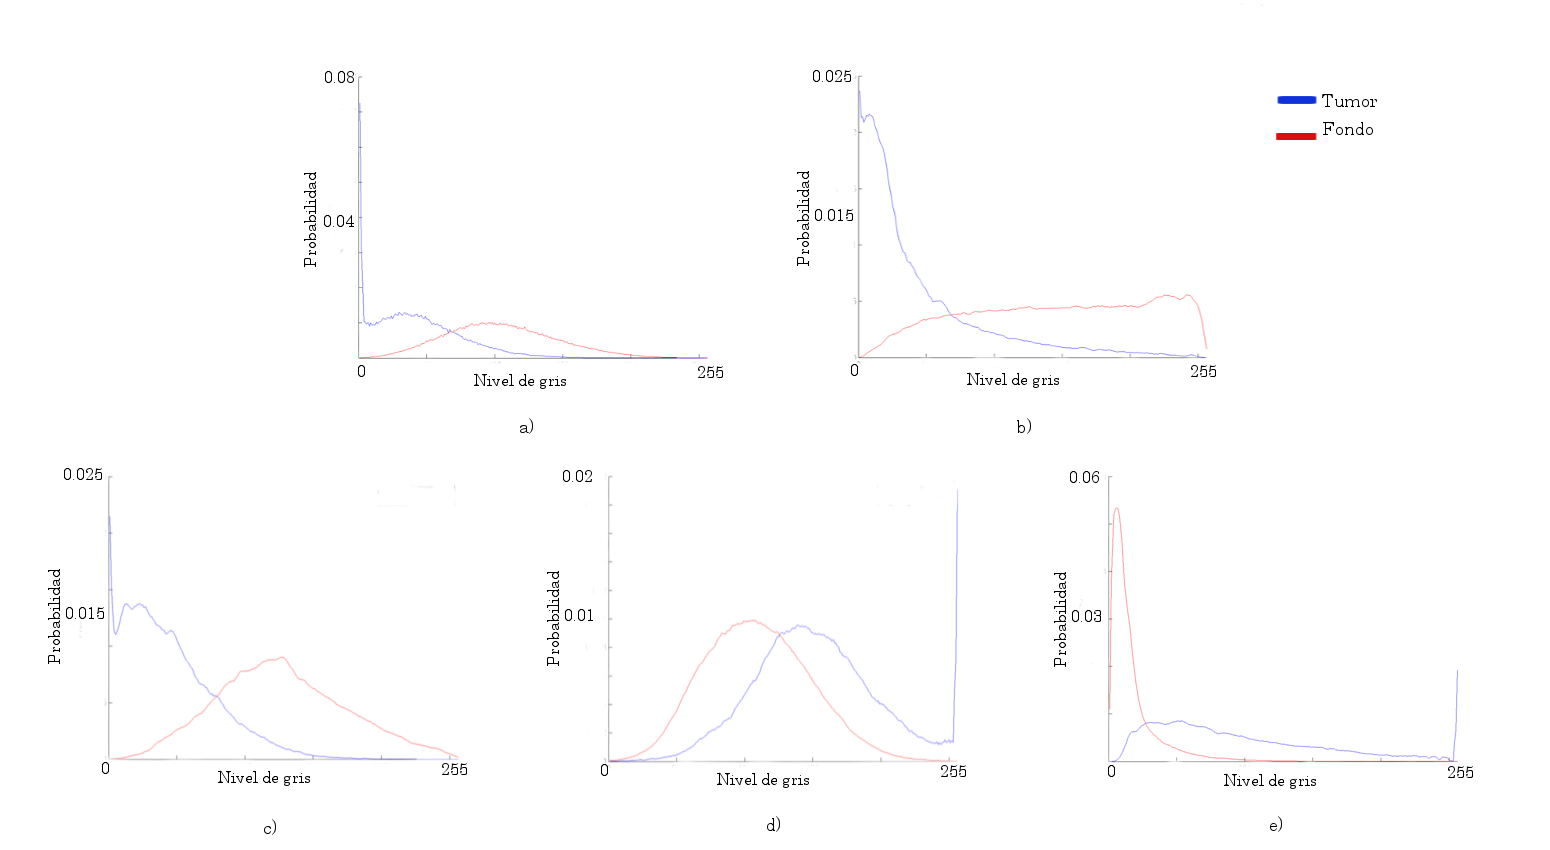 0.08
0.04
Probabilidad
0
255
Nivel de gris
a)
0.025
0.015
Probabilidad
0
255
Nivel de gris
b)
Tumor
Fondo
0.025
0.015
Probabilidad
0
255
Nivel de gris
c)
0.02
0.01
Probabilidad
0
255
Nivel de gris
d)
0.06
0.03
Probabilidad
0
255
Nivel de gris
e)